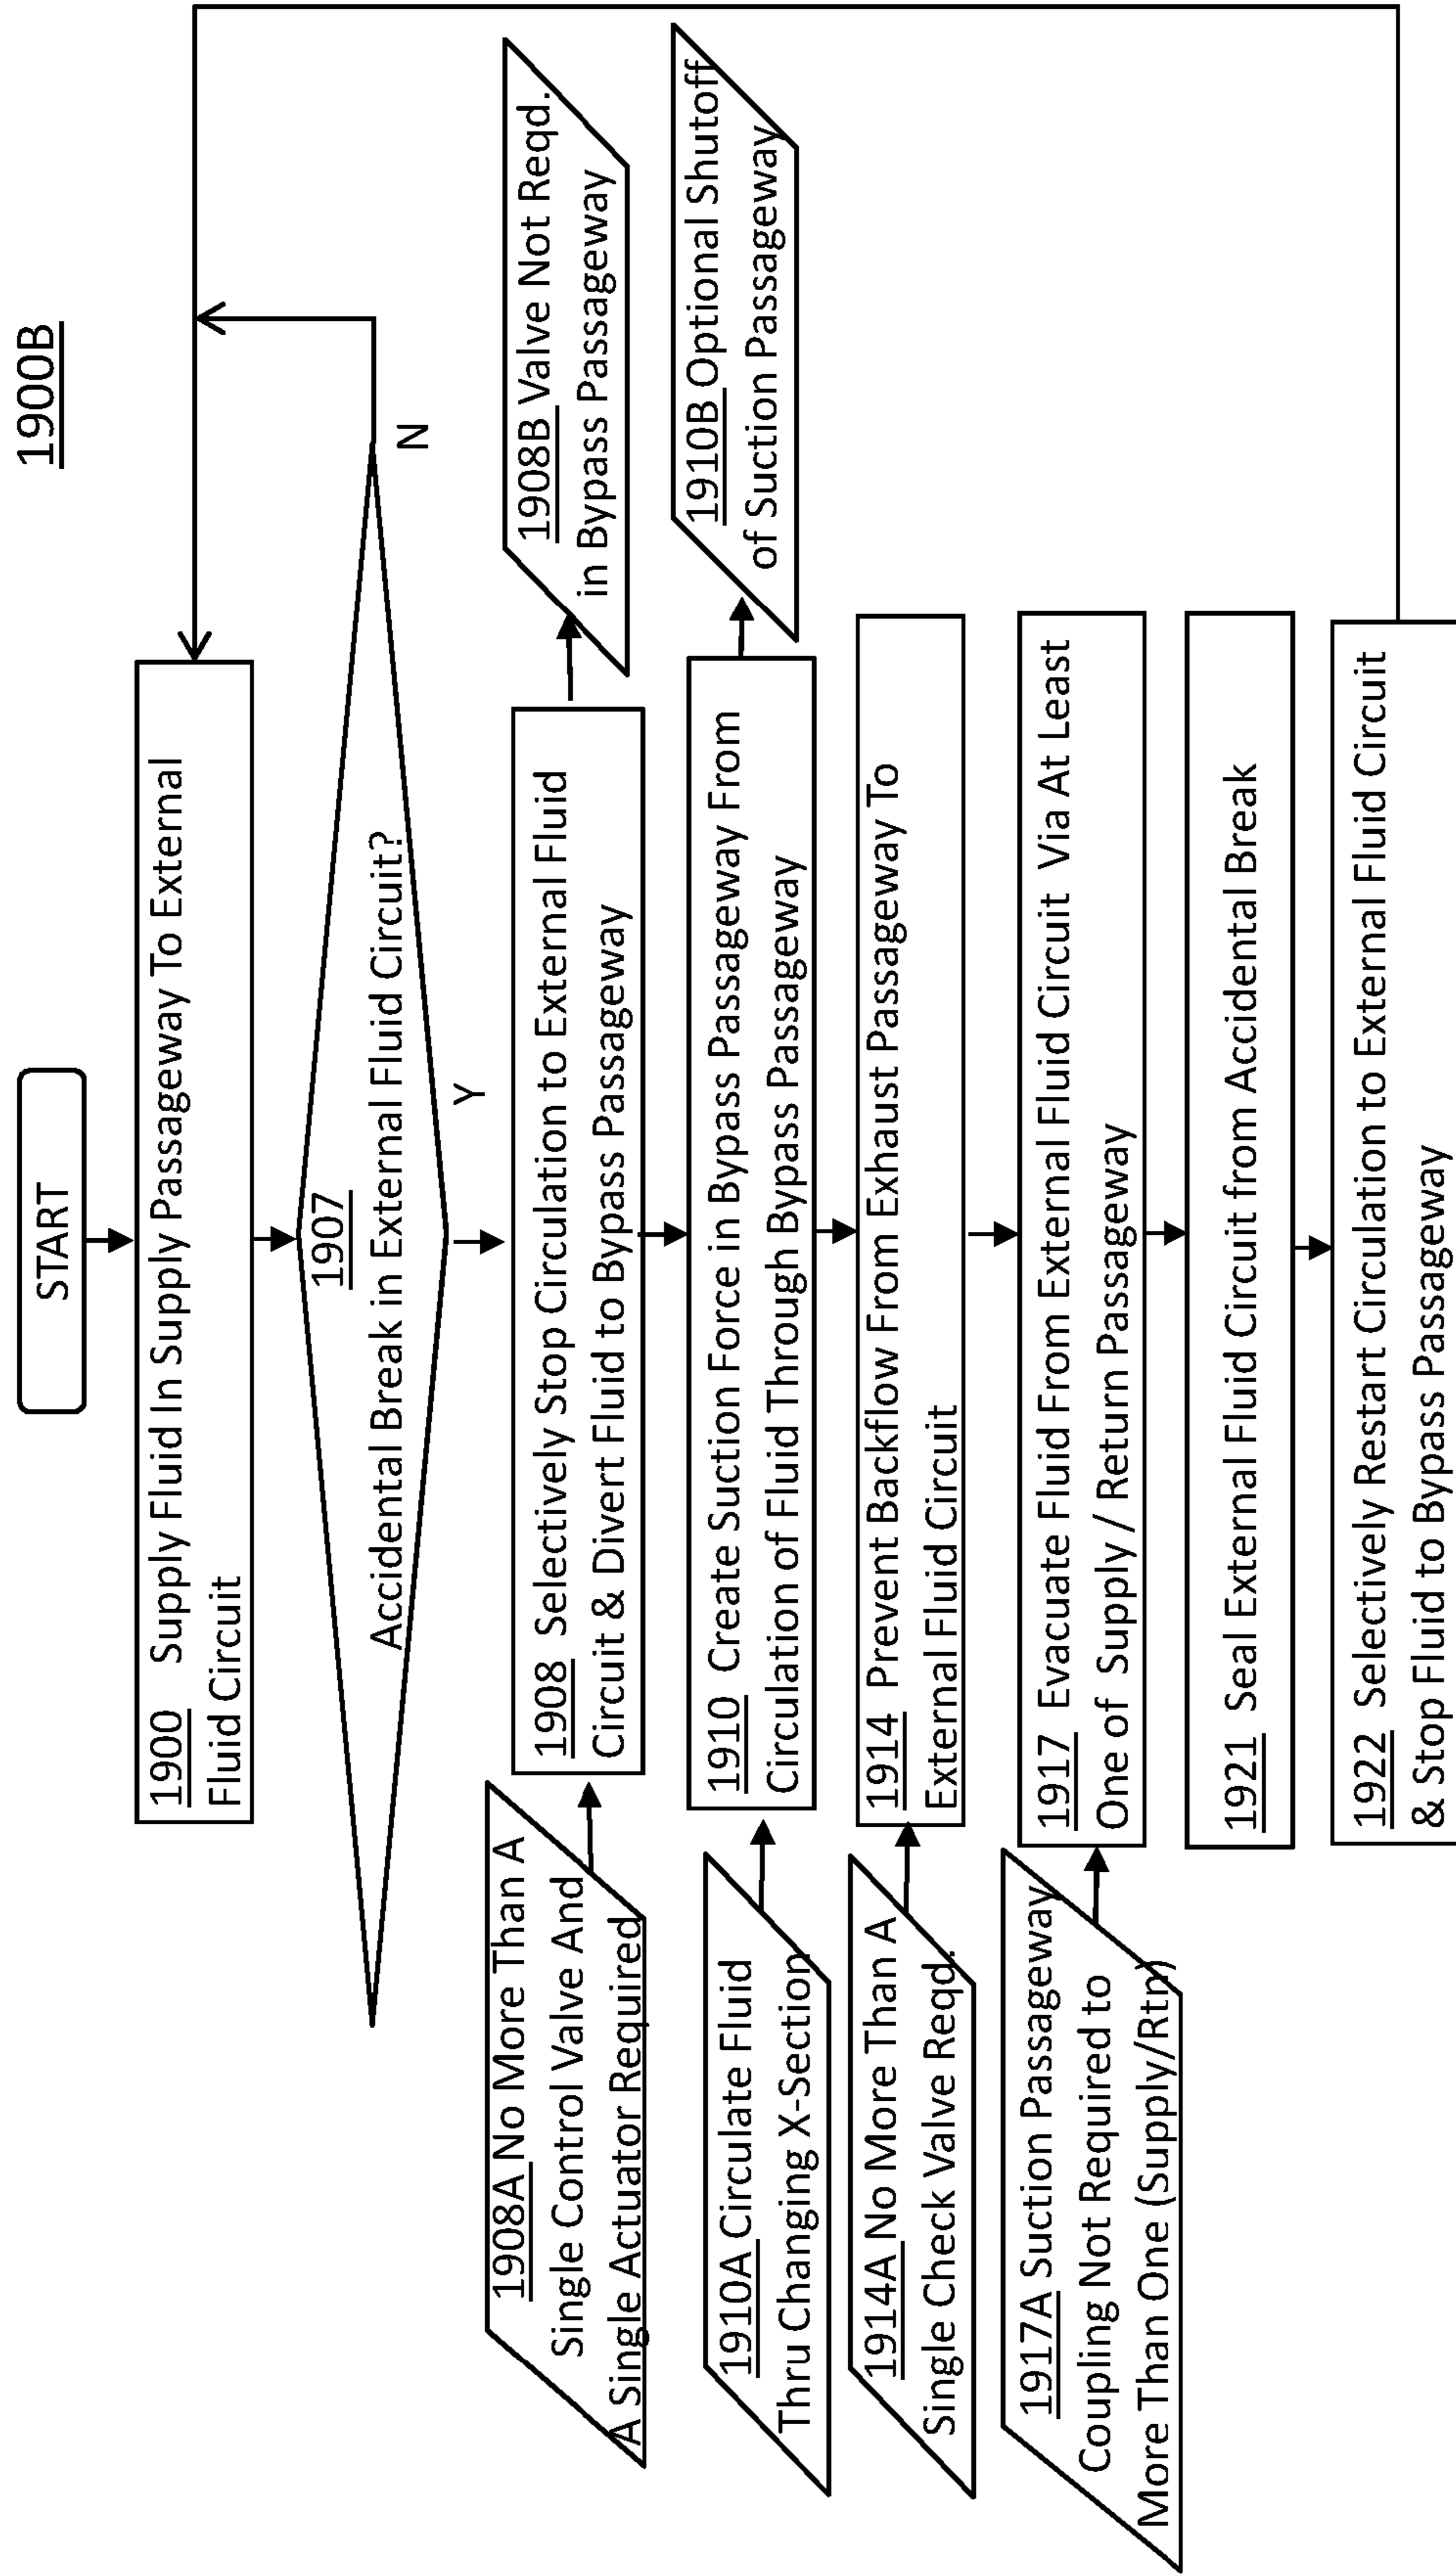 1900B
START
1900 Supply Fluid In Supply Passageway To External
Fluid Circuit
1907
Accidental Break in External Fluid Circuit?
N
Y
1908A No More Than A
Single Control Valve And
A Single Actuator Required
1908 Selectively Stop Circulation to External Fluid
Circuit & Divert Fluid to Bypass Passageway
1908B Valve Not Reqd.
in Bypass Passageway
1910A Circulate Fluid
Thru Changing X-Section
1910 Create Suction Force in Bypass Passageway From
Circulation of Fluid Through Bypass Passageway
1910B Optional Shutoff
of Suction Passageway
1914A No More Than A
Single Check Valve Reqd.
1914 Prevent Backflow From Exhaust Passageway To
External Fluid Circuit
1917A Suction Passageway
Coupling Not Required to
More Than One (Supply/Rtn)
1917 Evacuate Fluid From External Fluid Circuit Via At Least
One of Supply / Return Passageway
1921 Seal External Fluid Circuit from Accidental Break
1922 Selectively Restart Circulation to External Fluid Circuit
& Stop Fluid to Bypass Passageway